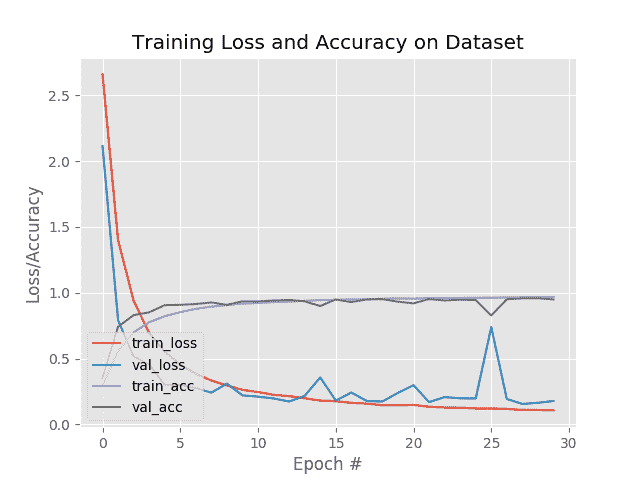 Training Loss and Accuracy on Dataset
Loss/Accuracy
2.5
2.0
1.5
1.0
0.5
0.0
train_loss
val_loss
train_acc
val_acc
0 5 10 15 20 25 30
Epoch #